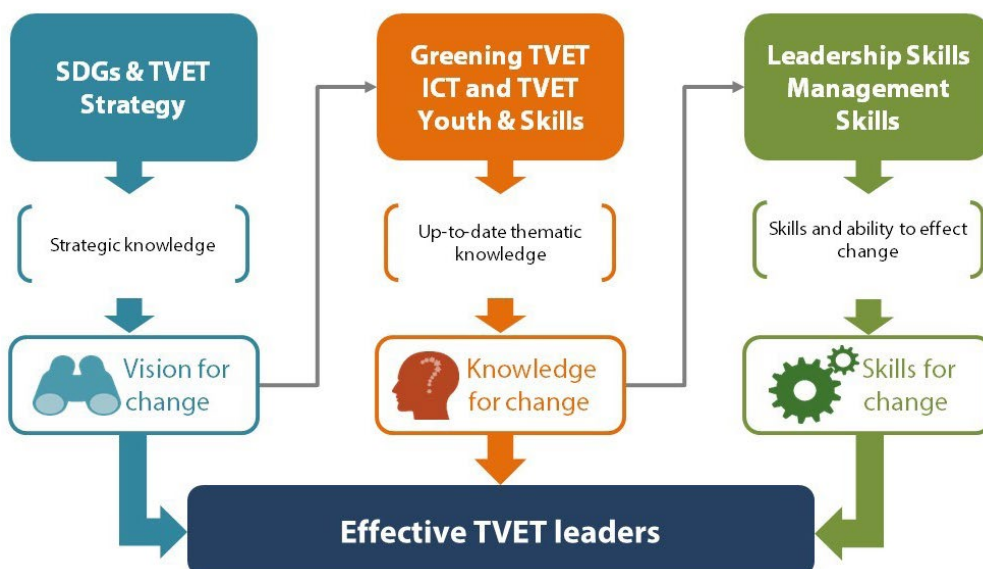 SDGs & TVET
Strategy
Strategic knowledge
Vision for
change
Greening TVET
ICT and TVET
Youth & Skills
Up-to-date thematic
knowledge
Knowledge
for change
Leadership Skills
Management
Skills
Skills and ability to effect
change
Skills for
change
Effective TVET leaders